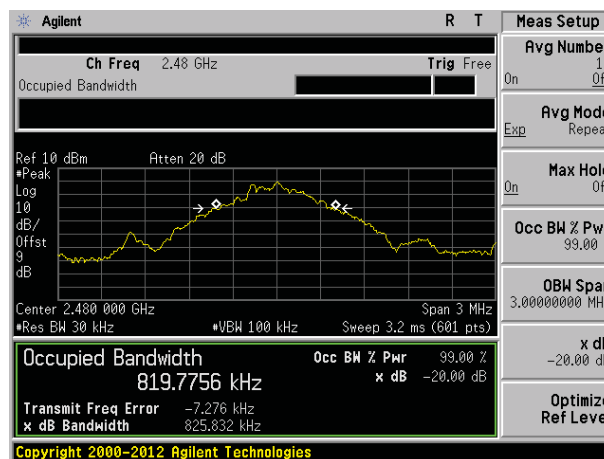 Agilent R T Meas Setup
Ch Freq 2.48 GHz Trig Free
Occupied Bandwidth
Ref 10 dBm Atten 20 dB
#Peak
Log
10
dB/
Offst
9
dB
Center 2.480 000 GHz Span 3 MHz
#Res BW 30 kHz #VBW 100 kHz Sweep 3.2 ms (601 pts)
Occupied Bandwidth
819.7756 kHz
Occ BW % Pwr 99.00 %
x dB -20.00 dB
Transmit Freq Error -7.276 kHz
x dB Bandwidth 825.832 kHz
Copyright 2000-2012 Agilent Technologies
Avg Numbe
1
On Of
Avg Mode
Exp Repea
Max Hol
On Of
Occ BW % Pw
99.00
OBW Spa
3.00000000 MH
x d
-20.00 d
Optimiz
Ref Leve